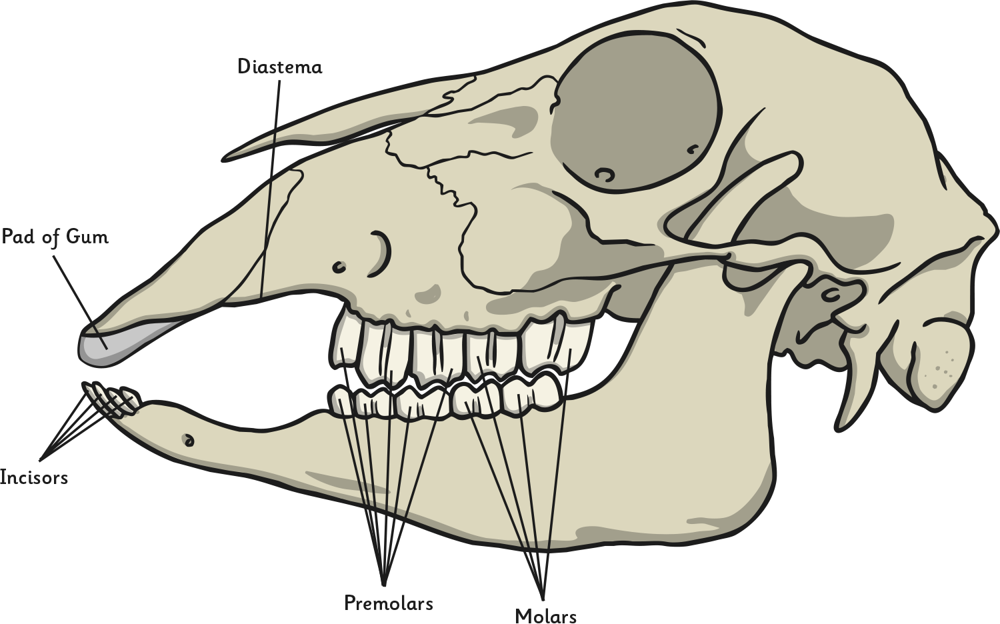 Diastema
Pad of Gum
Incisors
Premolars
Molars